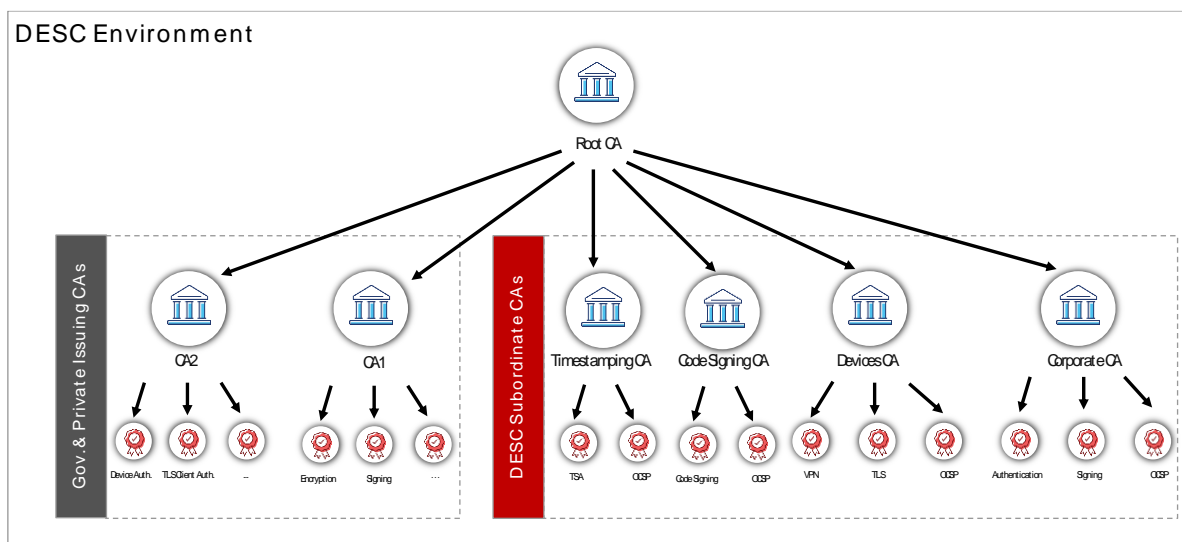 DESC Environment
Root CA
Gov. & Private Issuing CAs
DESC Subordinate CAs
CA2
CA1
Timestamping CA
Code Signing CA
Devices CA
Corporate CA
Device Auth.
TLS Client Auth.
...
Encryption
Signing
...
TSA
OCSP
Code Signing
OCSP
VPN
TLS
OCSP
Authentication
Signing
OCSP